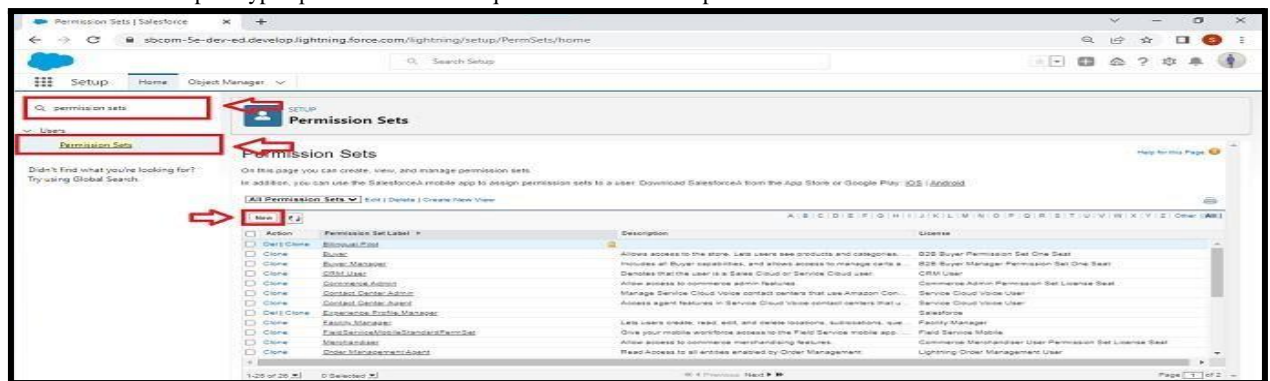 Permission Sets | Salesforce
sbcom-5e-dev-ed.develop.lightning.force.com/lightning/setup/PermSets/home
Search Setup
Setup Home Object Manager
permission sets
Users
Permission Sets
Didn't find what you're looking for?
Try using Global Search.
SETUP
Permission Sets
Permission Sets
Help for this Page
On this page you can create, view, and manage permission sets.
In addition, you can use the SalesforceA mobile app to assign permission sets to a user. Download SalesforceA from the App Store or Google Play: iOS | Android
All Permission Sets Edit | Delete | Create New View
New
A | B | C | D | E | F | G | H | I | J | K | L | M | N | O | P | Q | R | S | T | U | V | W | X | Y | Z | Other | All
Action Permission Set Label Description License
Del | Clone Bilingual Pilot
Clone Buyer Allows access to the store. Lets users see products and categories, ... B2B Buyer Permission Set One Seat
Clone Buyer Manager Includes all Buyer capabilities, and allows access to manage carts a... B2B Buyer Manager Permission Set One Seat
Clone CRM User Denotes that the user is a Sales Cloud or Service Cloud user. CRM User
Clone Commerce Admin Allow access to commerce admin features. Commerce Admin Permission Set License Seat
Clone Contact Center Admin Manage Service Cloud Voice contact centers that use Amazon Con... Service Cloud Voice User
Clone Contact Center Agent Access agent features in Service Cloud Voice contact centers that u... Service Cloud Voice User
Del | Clone Experience Profile Manager Salesforce
Clone Facility Manager Lets users create, read, edit, and delete locations, sublocations, que... Facility Manager
Clone FieldServiceMobileStandardPermSet Give your mobile workforce access to the Field Service mobile app. ... Field Service Mobile
Clone Merchandiser Allow access to commerce merchandising features. Commerce Merchandiser User Permission Set License Seat
Clone Order Management Agent Read Access to all entities enabled by Order Management Lightning Order Management User
1-26 of 26 0 Selected Previous Next Page 1 of 2